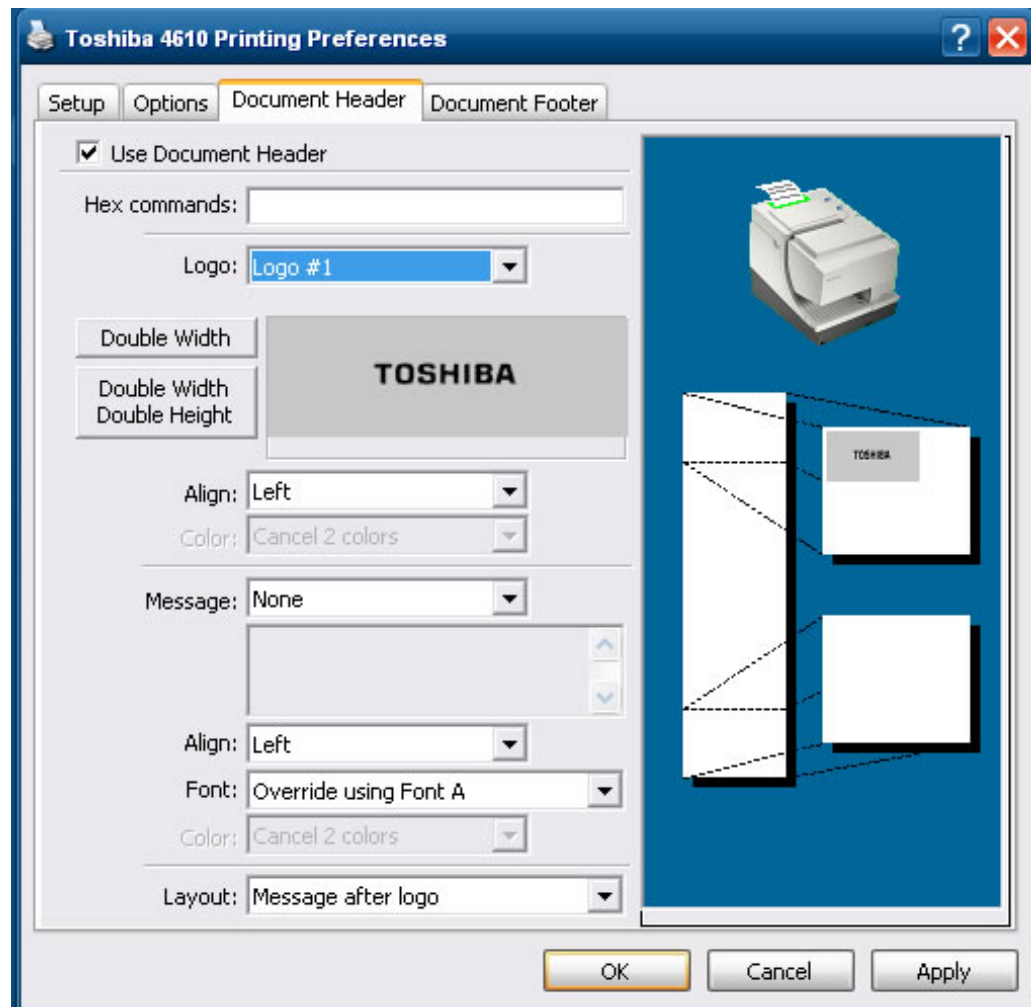 Toshiba 4610 Printing Preferences
Setup
Options
Document Header
Document Footer
Use Document Header
Hex commands:
Logo: Logo #1
Double Width
TOSHIBA
Double Width
Double Height
TOSHIBA
Align: Left
Color: Cancel 2 colors
Message: None
Align: Left
Font: Override using Font A
Color: Cancel 2 colors
Layout: Message after logo
OK
Cancel
Apply